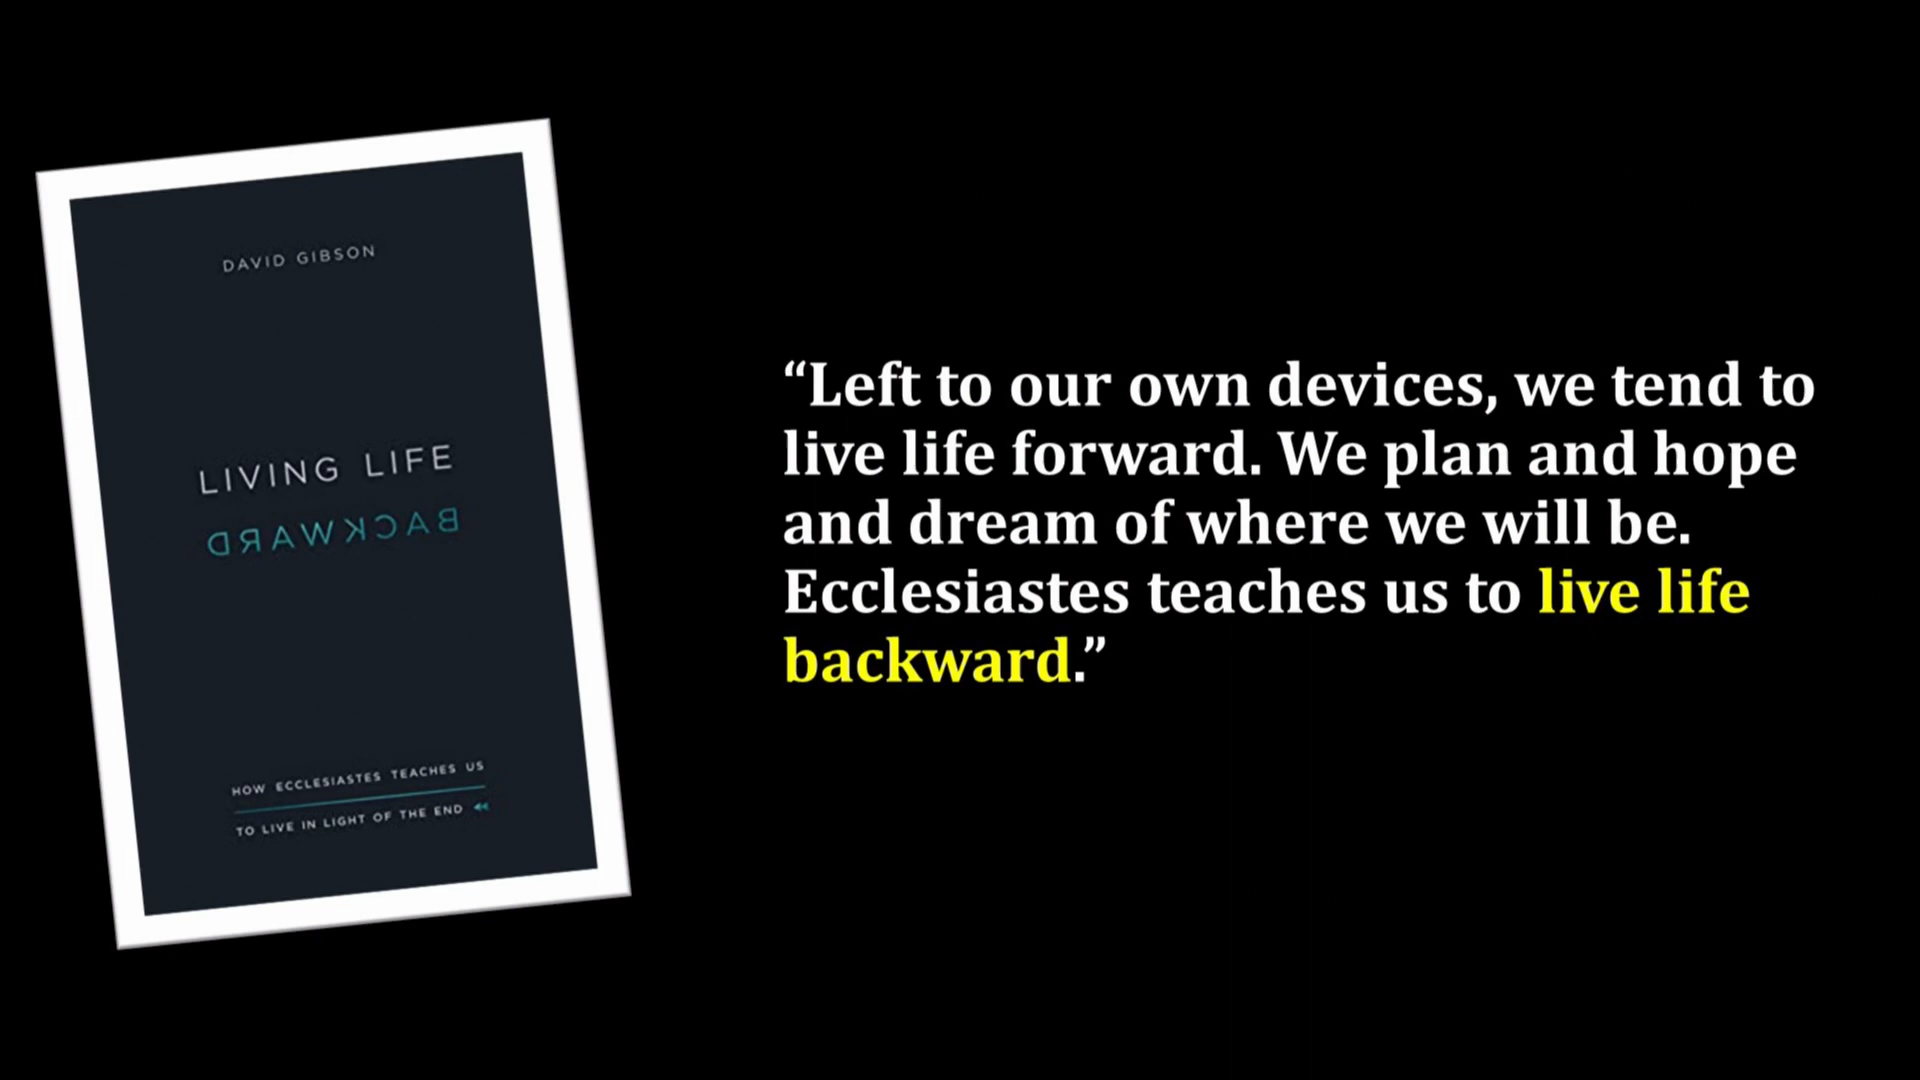 DAVID GIBSON
LIVING LIFE
BACKWARD
HOW ECCLESIASTES TEACHES US
TO LIVE IN LIGHT OF THE END
“Left to our own devices, we tend to
live life forward. We plan and hope
and dream of where we will be.
Ecclesiastes teaches us to live life
backward.”